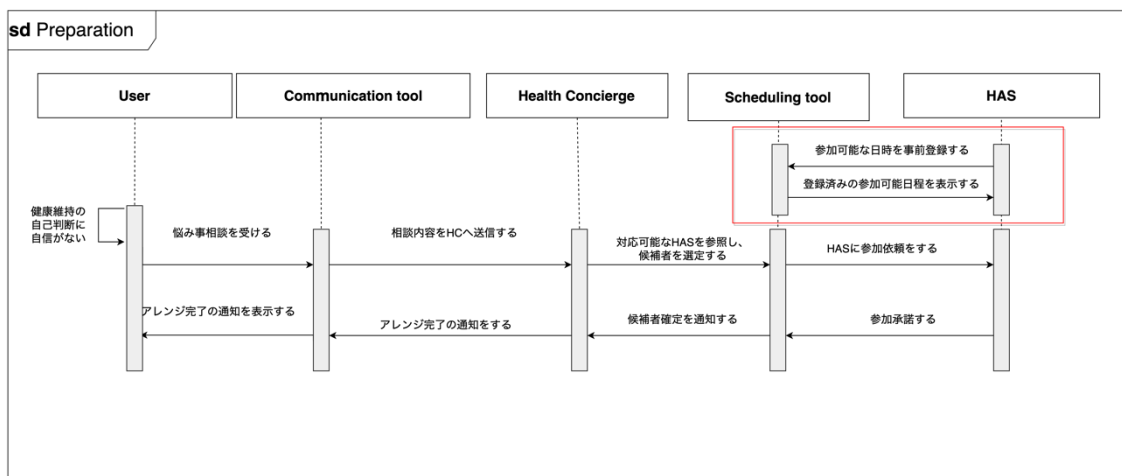 sd Preparation
User
Communication tool
Health Concierge
Scheduling tool
HAS
参加可能な日時を事前登録する
登録済みの参加可能日程を表示する
健康維持の
自己判断に
自信がない
悩み事相談を受ける
相談内容をHCへ送信する
対応可能なHASを参照し、
候補者を選定する
HASに参加依頼をする
アレンジ完了の通知を表示する
アレンジ完了の通知をする
候補者確定を通知する
参加承諾する